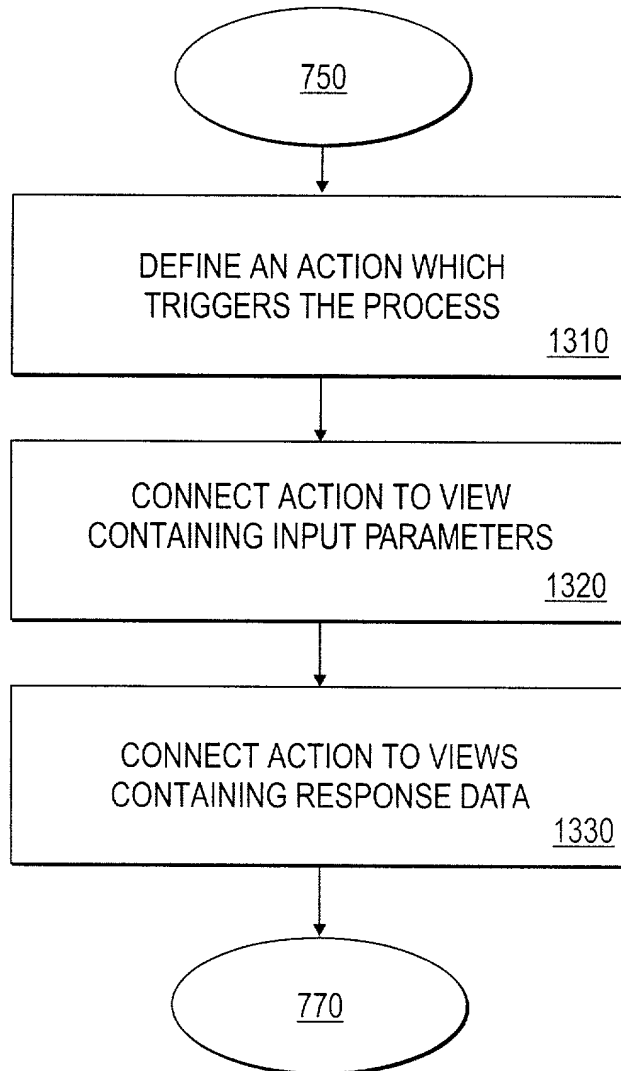 750
DEFINE AN ACTION WHICH
TRIGGERS THE PROCESS
1310
CONNECT ACTION TO VIEW
CONTAINING INPUT PARAMETERS
1320
CONNECT ACTION TO VIEWS
CONTAINING RESPONSE DATA
1330
770